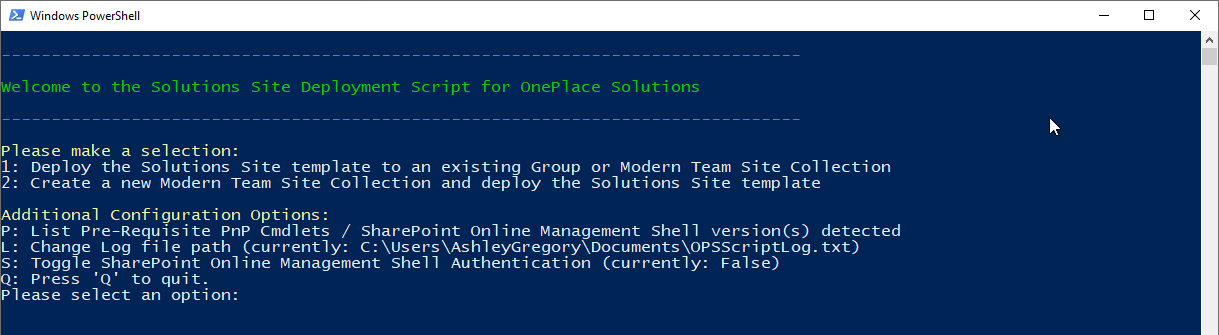 Windows PowerShell
--------------------------------------------------------------------------------
Welcome to the Solutions Site Deployment Script for OnePlace Solutions
--------------------------------------------------------------------------------
Please make a selection:
1: Deploy the Solutions Site template to an existing Group or Modern Team Site Collection
2: Create a new Modern Team Site Collection and deploy the Solutions Site template
Additional Configuration Options:
P: List Pre-Requisite PnP Cmdlets / SharePoint Online Management Shell version(s) detected
L: Change Log file path (currently: C:\Users\AshleyGregory\Documents\OPSScriptLog.txt)
S: Toggle SharePoint Online Management Shell Authentication (currently: False)
Q: Press 'Q' to quit.
Please select an option: